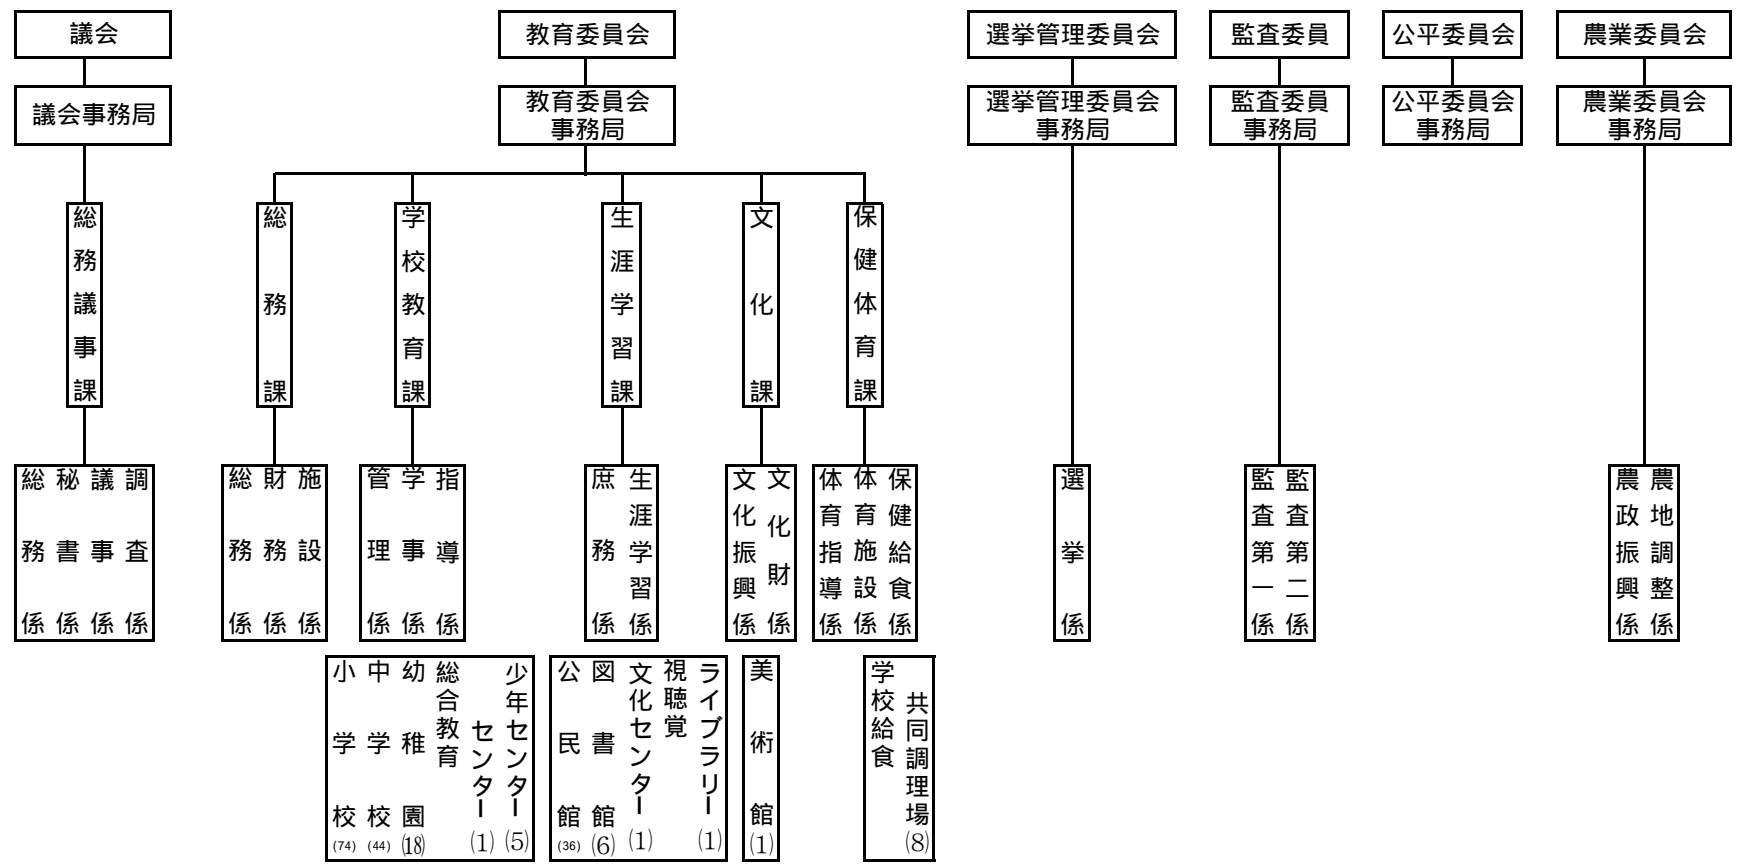 議会
教育委員会
選挙管理委員会
監査委員
公平委員会
農業委員会
議会事務局
教育委員会
事務局
選挙管理委員会
事務局
監査委員
事務局
公平委員会
事務局
農業委員会
事務局
総務議事課
総務課
学校教育課
生涯学習課
文化課
保健体育課
総務係
秘書係
議事係
調査係
総務係
財務係
施設係
管理係
学事係
指導係
庶務係
生涯学習係
文化振興係
文化財係
体育指導係
体育施設係
保健給食係
選挙係
監査第一係
監査第二係
農政振興係
農地調整係
小学校(74)
中学校(44)
幼稚園(18)
総合教育
センター(1)
少年センター(5)
公民館(36)
図書館(6)
文化センター(1)
視聴覚
ライブラリー(1)
美術館(1)
学校給食
共同調理場(8)